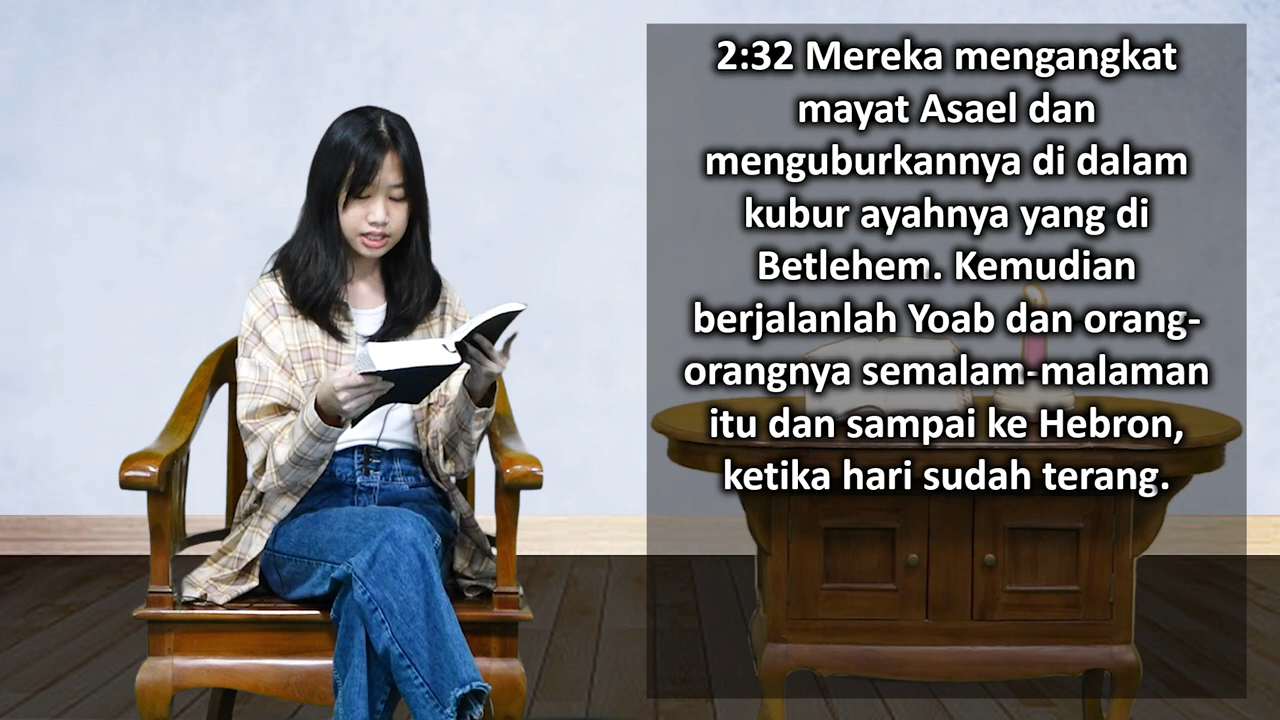 2:32 Mereka mengangkat
mayat Asael dan
menguburkannya di dalam
kubur ayahnya yang di
Betlehem. Kemudian
berjalanlah Yoab dan orang-
orangnya semalam-malaman
itu dan sampai ke Hebron,
ketika hari sudah terang.